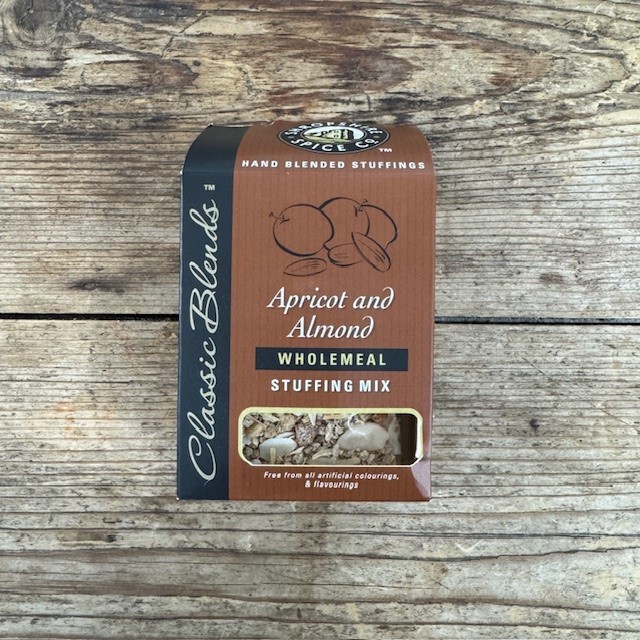 SHROPSHIRE
SPICE CO.
TM
HAND BLENDED STUFFINGS
Classic Blends
TM
Apricot and
Almond
WHOLEMEAL
STUFFING MIX
Free from all artificial colourings,
& flavourings